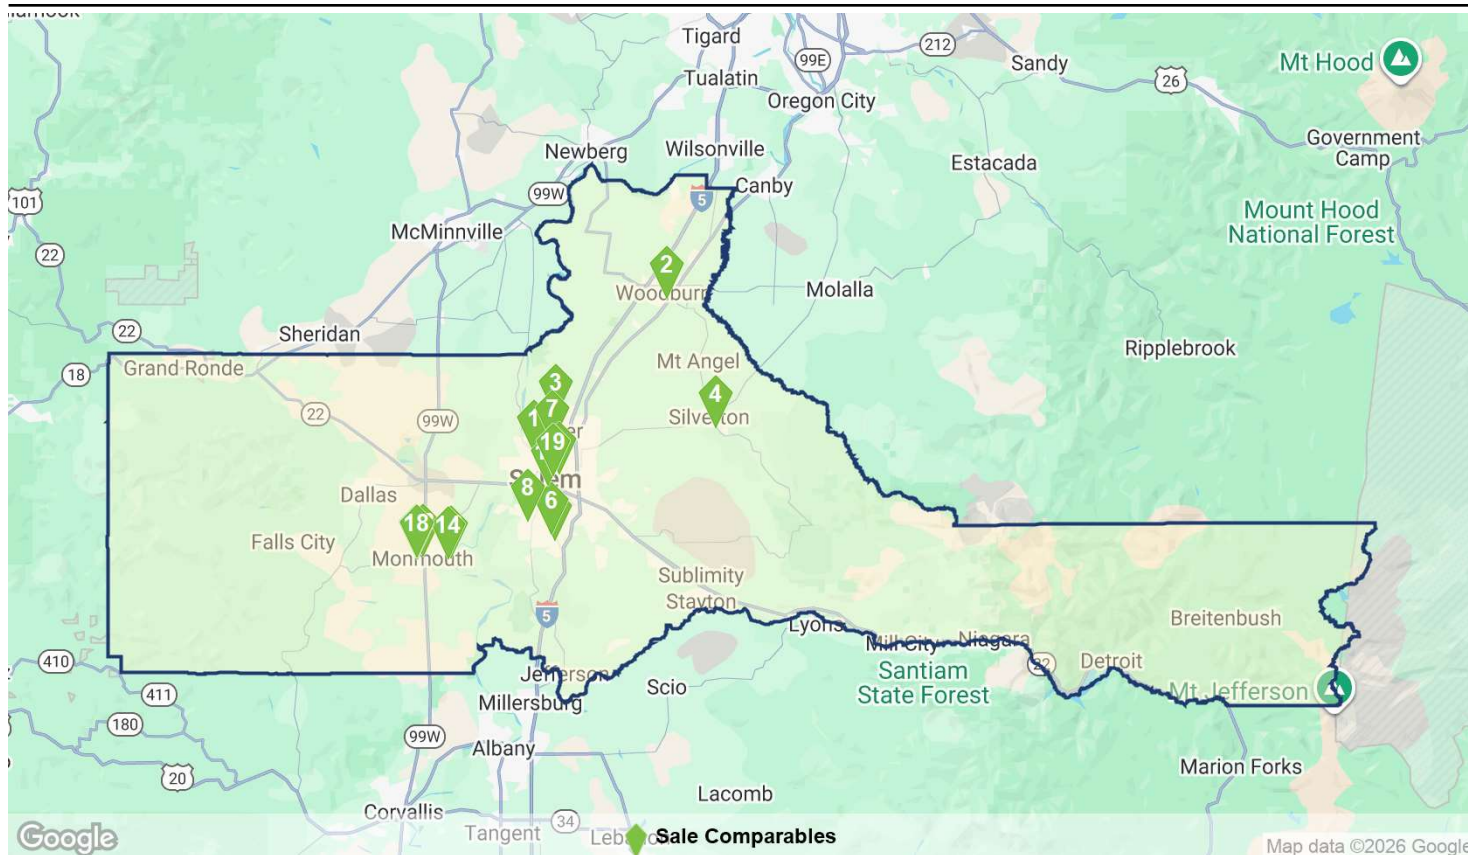 Tigard
212
99E
Sandy
Mt Hood
Tualatin
26
Oregon City
Government
Camp
Newberg
Wilsonville
Estacada
99W
5
Canby
101
McMinnville
Mount Hood
National Forest
22
2
Woodburn
Molalla
22
Sheridan
Ripplebrook
Grand Ronde
Mt Angel
18
3
4
22
99W
1
7
Silverton
19
Salem
8
Dallas
6
18
14
Falls City
Monmouth
Sublimity
Stayton
5
Breitenbush
Lyons
Mill City
Niagara
410
Jefferson
22
Detroit
Santiam
State Forest
Mt Jefferson
411
Scio
Millersburg
180
99W
Albany
20
Marion Forks
Lacomb
Corvallis
34
Tangent
Google
Sale Comparables
Map data ©2026 Google